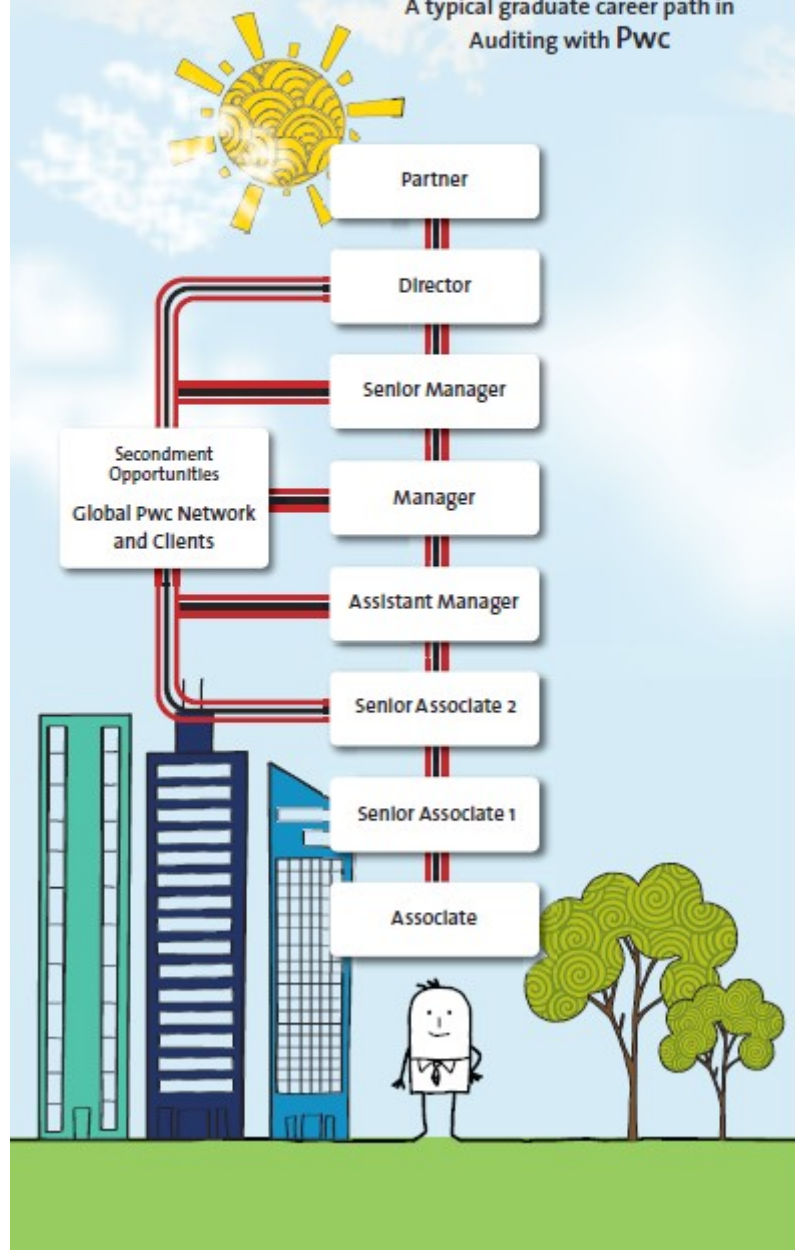 A typical graduate career path in
Auditing with Pwc
Partner
Director
Senior Manager
Secondment
Opportunities
Global Pwc Network
and Clients
Manager
Assistant Manager
Senior Associate 2
Senior Associate 1
Associate